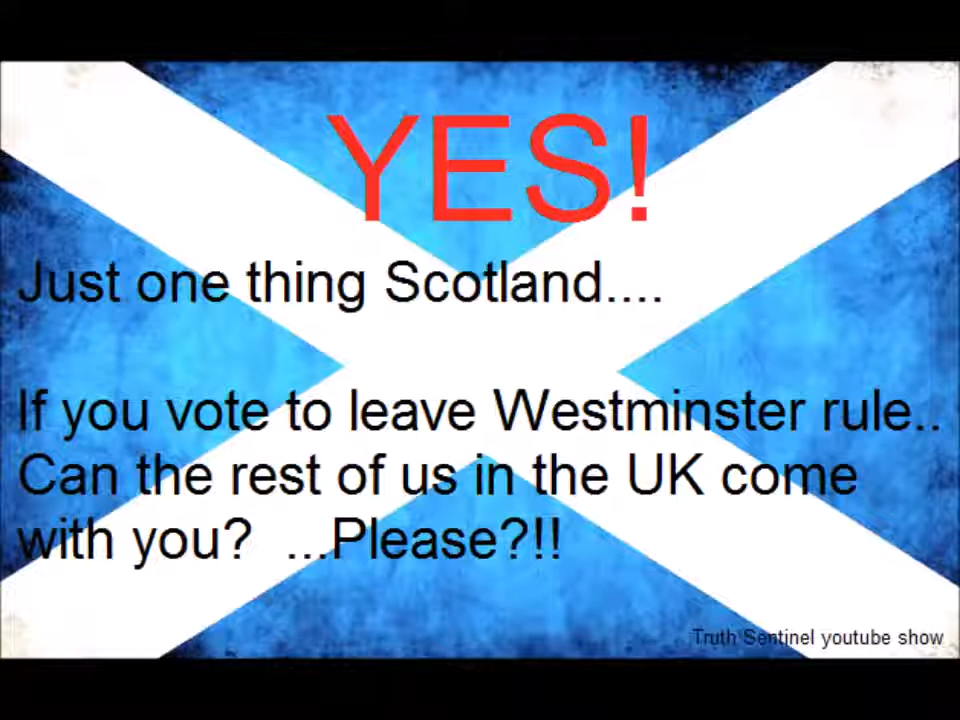 YES!
Just one thing Scotland....
If you vote to leave Westminster rule..
Can the rest of us in the UK come
with you?  ...Please?!!
Truth Sentinel youtube show